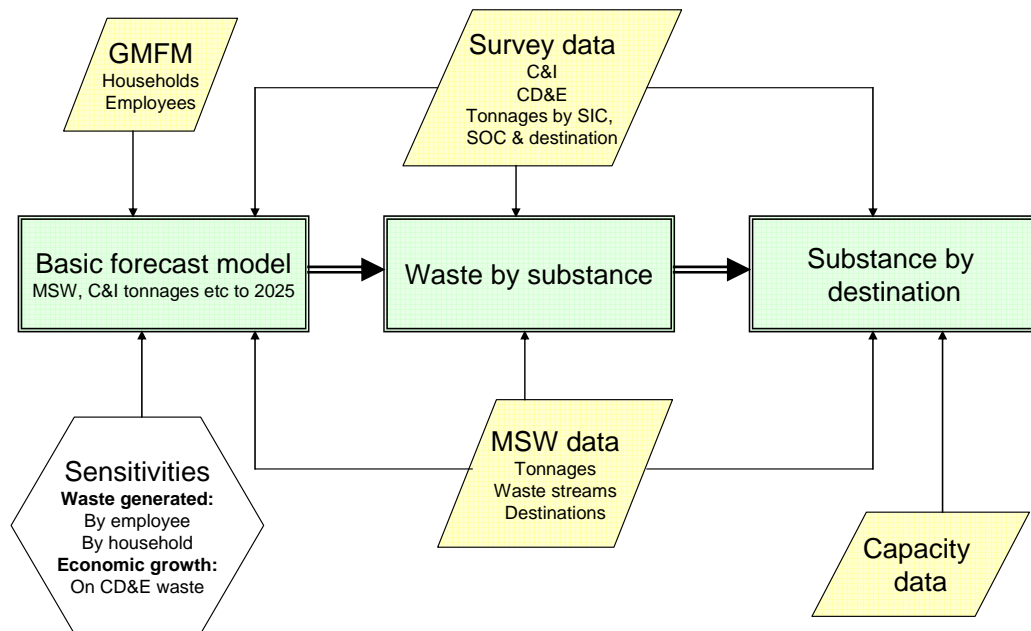 GMFM
Households
Employees
Survey data
C&I
CD&E
Tonnages by SIC,
SOC & destination
Basic forecast model
MSW, C&I tonnages etc to 2025
Waste by substance
Substance by
destination
Sensitivities
Waste generated:
By employee
By household
Economic growth:
On CD&E waste
MSW data
Tonnages
Waste streams
Destinations
Capacity
data